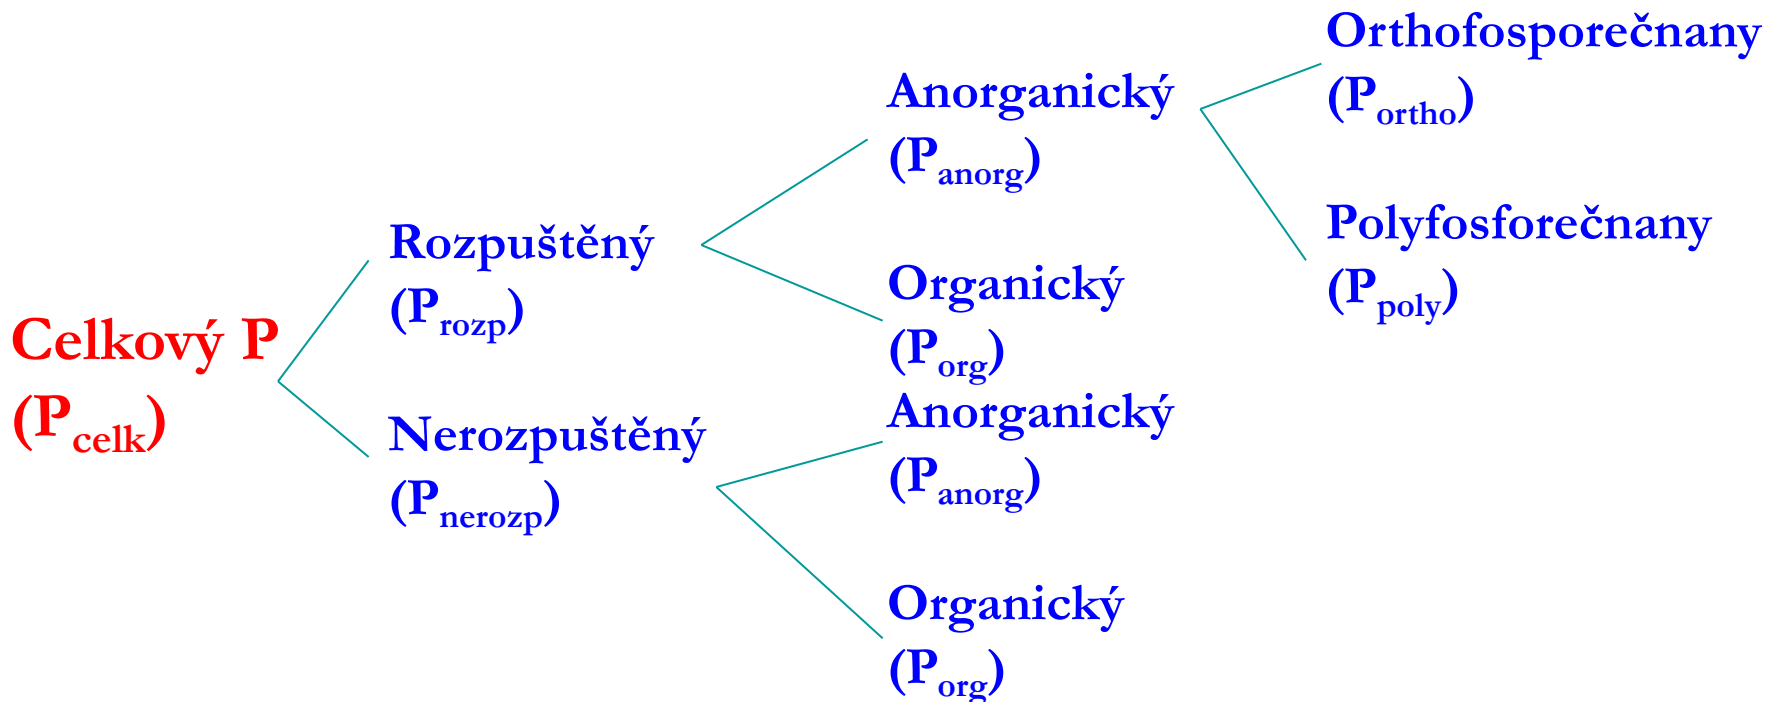 Celkový P
(Pcelk)
Rozpuštěný
(Prozp)
Nerozpuštěný
(Pnerozp)
Anorganický
(Panorg)
Organický
(Porg)
Anorganický
(Panorg)
Organický
(Porg)
Orthofosporečnany
(Portho)
Polyfosforečnany
(Ppoly)